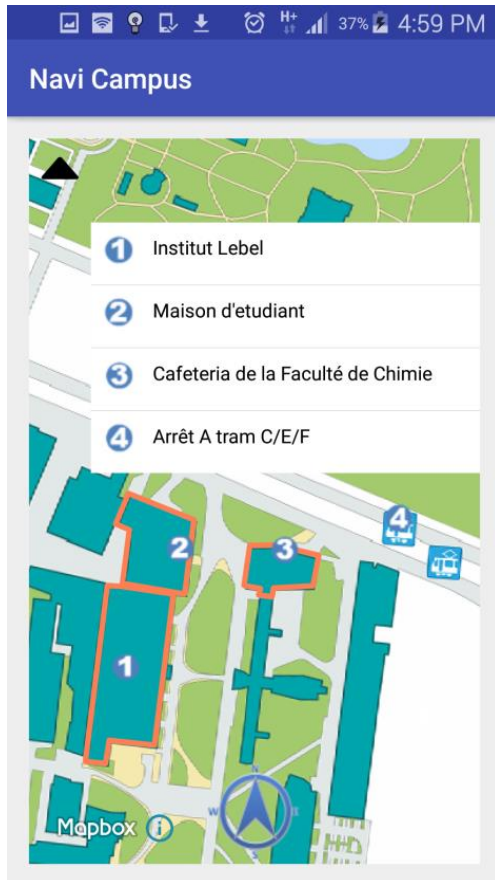 H+ 37% 4:59 PM
Navi Campus
1 Institut Lebel
2 Maison d'etudiant
3 Cafeteria de la Faculté de Chimie
4 Arrêt A tram C/E/F
4
2
3
1
N
W E
S
Mapbox i